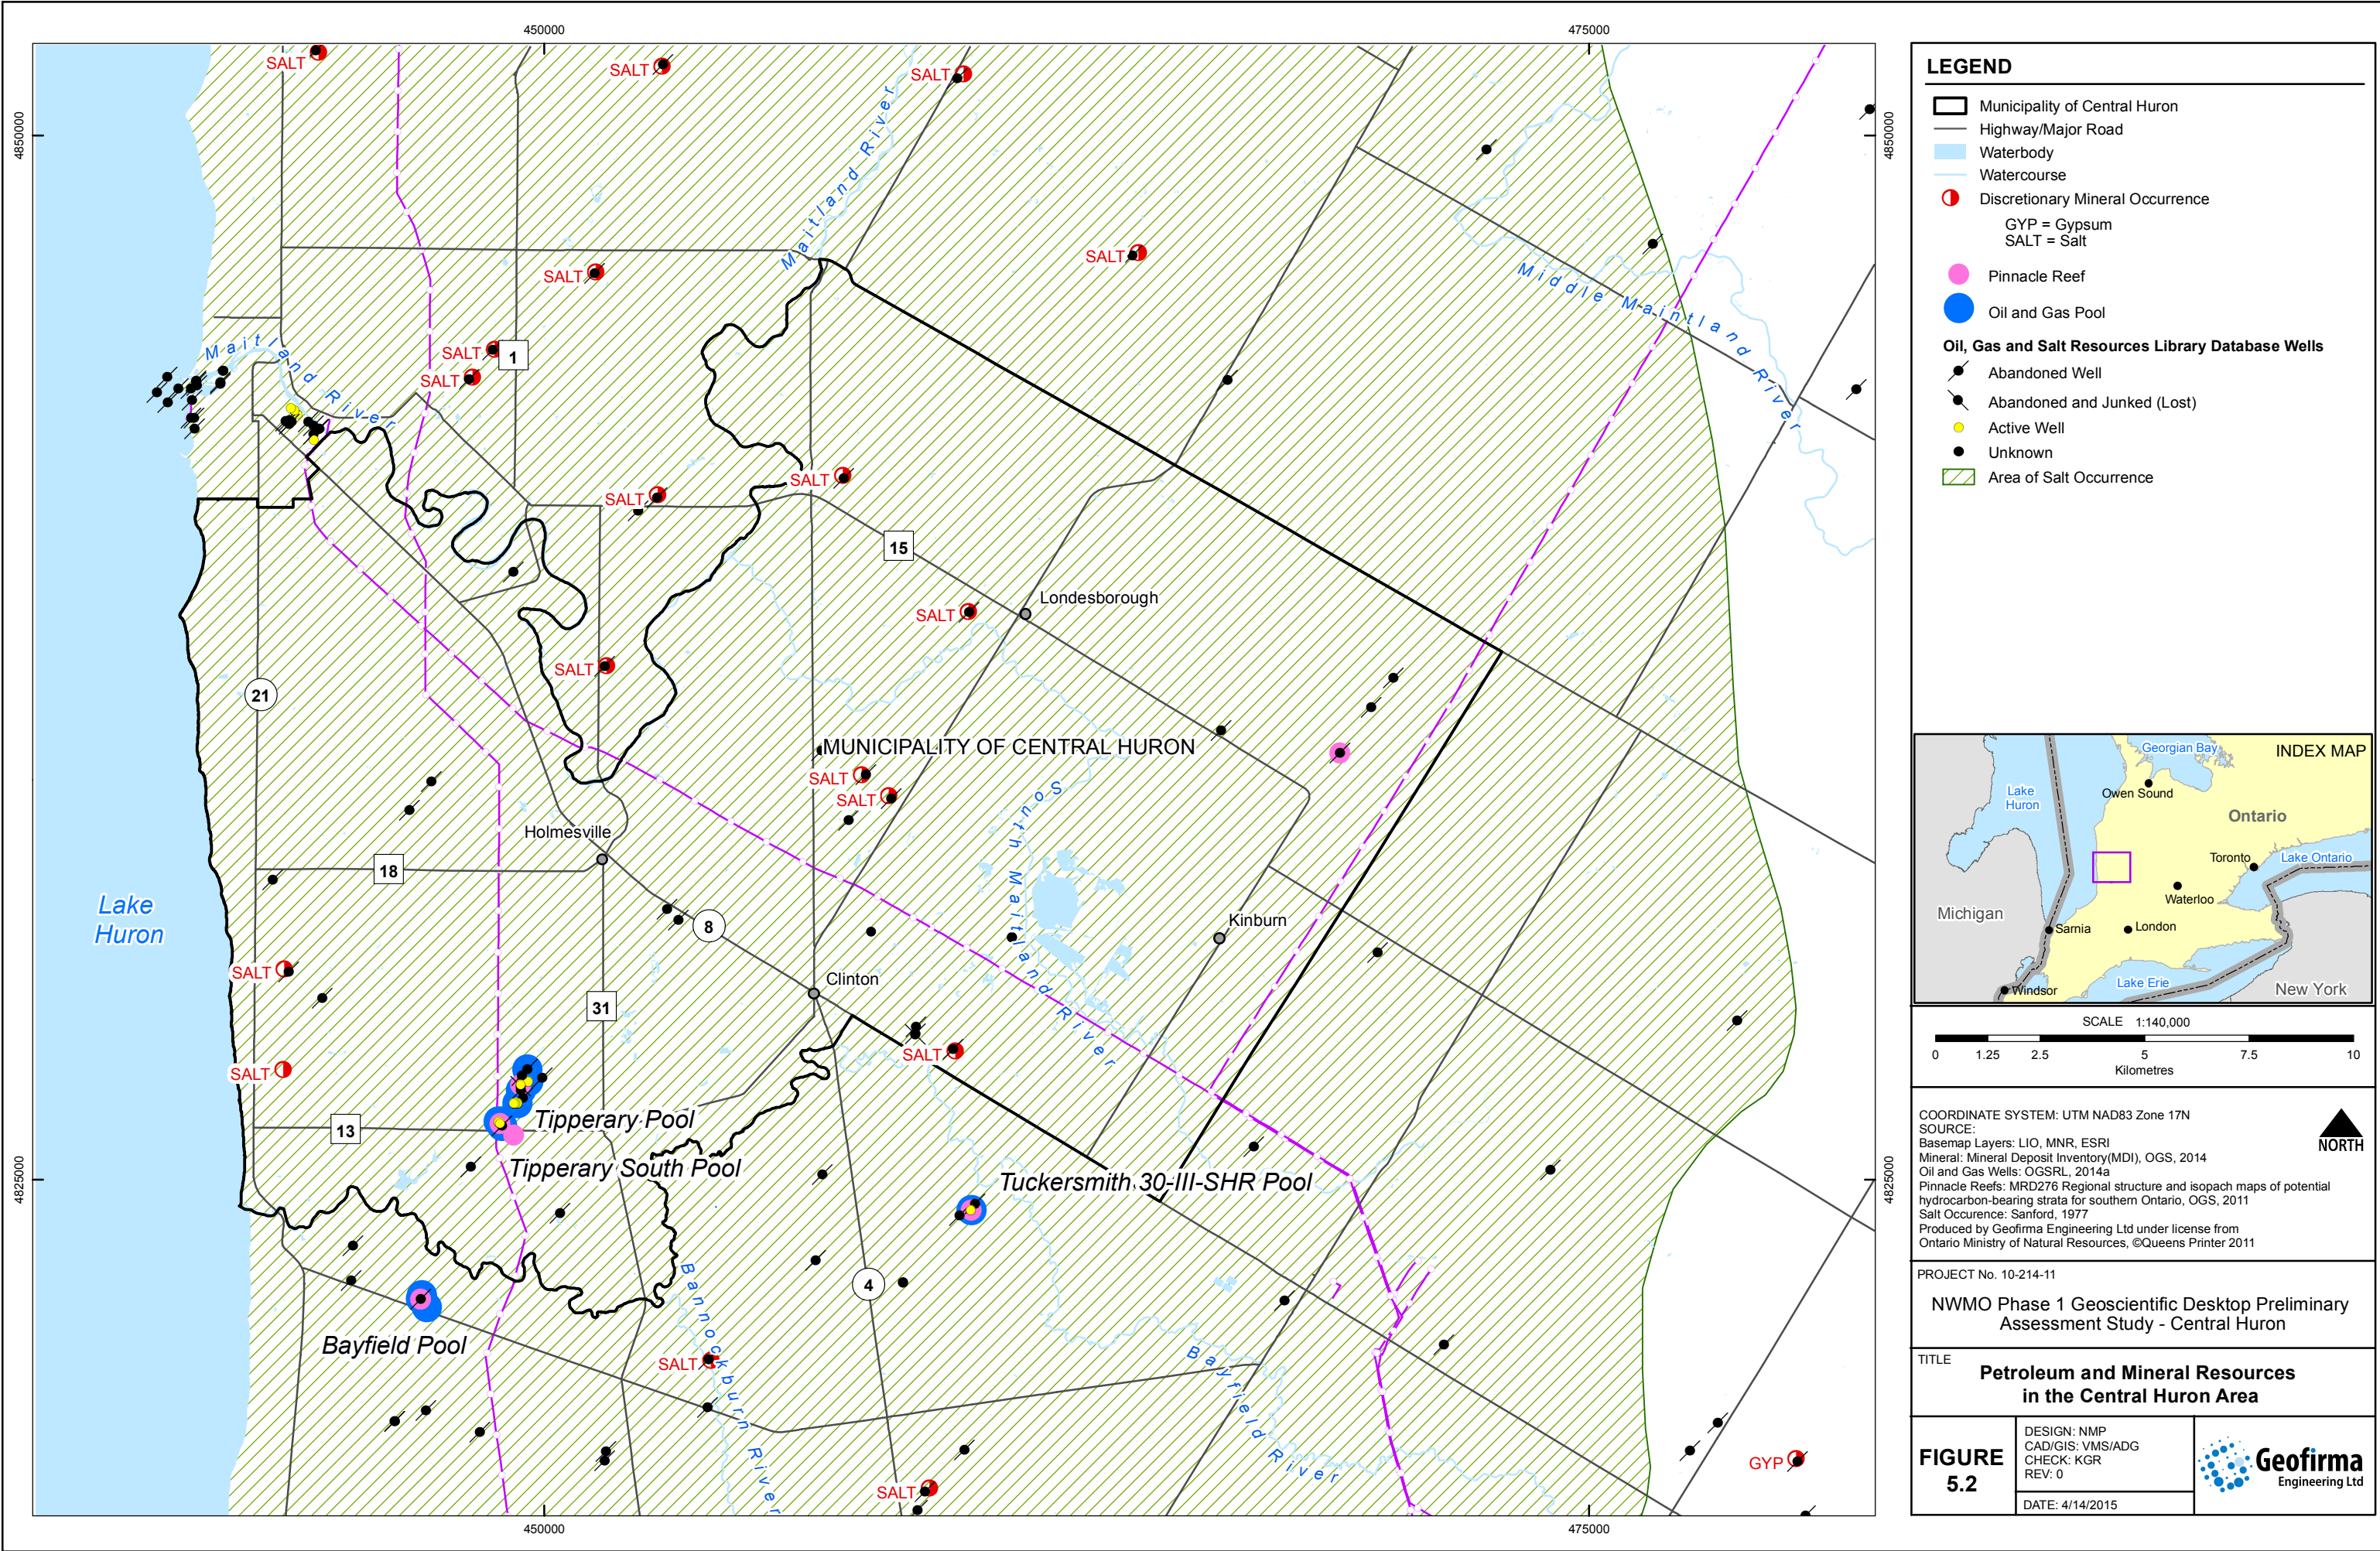 450000
475000
4850000
4850000
4825000
4825000
450000
475000
SALT
SALT
SALT
Maitland River
SALT
SALT
Middle Maintland River
SALT
1
SALT
Maitland River
SALT
SALT
15
Londesborough
SALT
SALT
21
MUNICIPALITY OF CENTRAL HURON
SALT
SALT
South Maitland River
Holmesville
18
Lake
Huron
8
Kinburn
SALT
Clinton
31
SALT
SALT
13
Tipperary Pool
Tipperary South Pool
Tuckersmith 30-III-SHR Pool
4
Bannockburn River
Bayfield Pool
SALT
Bayfield River
GYP
SALT
LEGEND
Municipality of Central Huron
Highway/Major Road
Waterbody
Watercourse
Discretionary Mineral Occurrence
GYP = Gypsum
SALT = Salt
Pinnacle Reef
Oil and Gas Pool
Oil, Gas and Salt Resources Library Database Wells
Abandoned Well
Abandoned and Junked (Lost)
Active Well
Unknown
Area of Salt Occurrence
INDEX MAP
Georgian Bay
Owen Sound
Lake
Huron
Ontario
Toronto
Lake Ontario
Waterloo
Michigan
Sarnia
London
Lake Erie
New York
Windsor
SCALE 1:140,000
0 1.25 2.5 5 7.5 10
Kilometres
COORDINATE SYSTEM: UTM NAD83 Zone 17N
SOURCE:
Basemap Layers: LIO, MNR, ESRI
Mineral: Mineral Deposit Inventory(MDI), OGS, 2014
Oil and Gas Wells: OGSRL, 2014a
Pinnacle Reefs: MRD276 Regional structure and isopach maps of potential
hydrocarbon-bearing strata for southern Ontario, OGS, 2011
Salt Occurence: Sanford, 1977
Produced by Geofirma Engineering Ltd under license from
Ontario Ministry of Natural Resources, ©Queens Printer 2011
NORTH
PROJECT No. 10-214-11
NWMO Phase 1 Geoscientific Desktop Preliminary
Assessment Study - Central Huron
TITLE
Petroleum and Mineral Resources
in the Central Huron Area
FIGURE
5.2
DESIGN: NMP
CAD/GIS: VMS/ADG
CHECK: KGR
REV: 0
DATE: 4/14/2015
Geofirma
Engineering Ltd